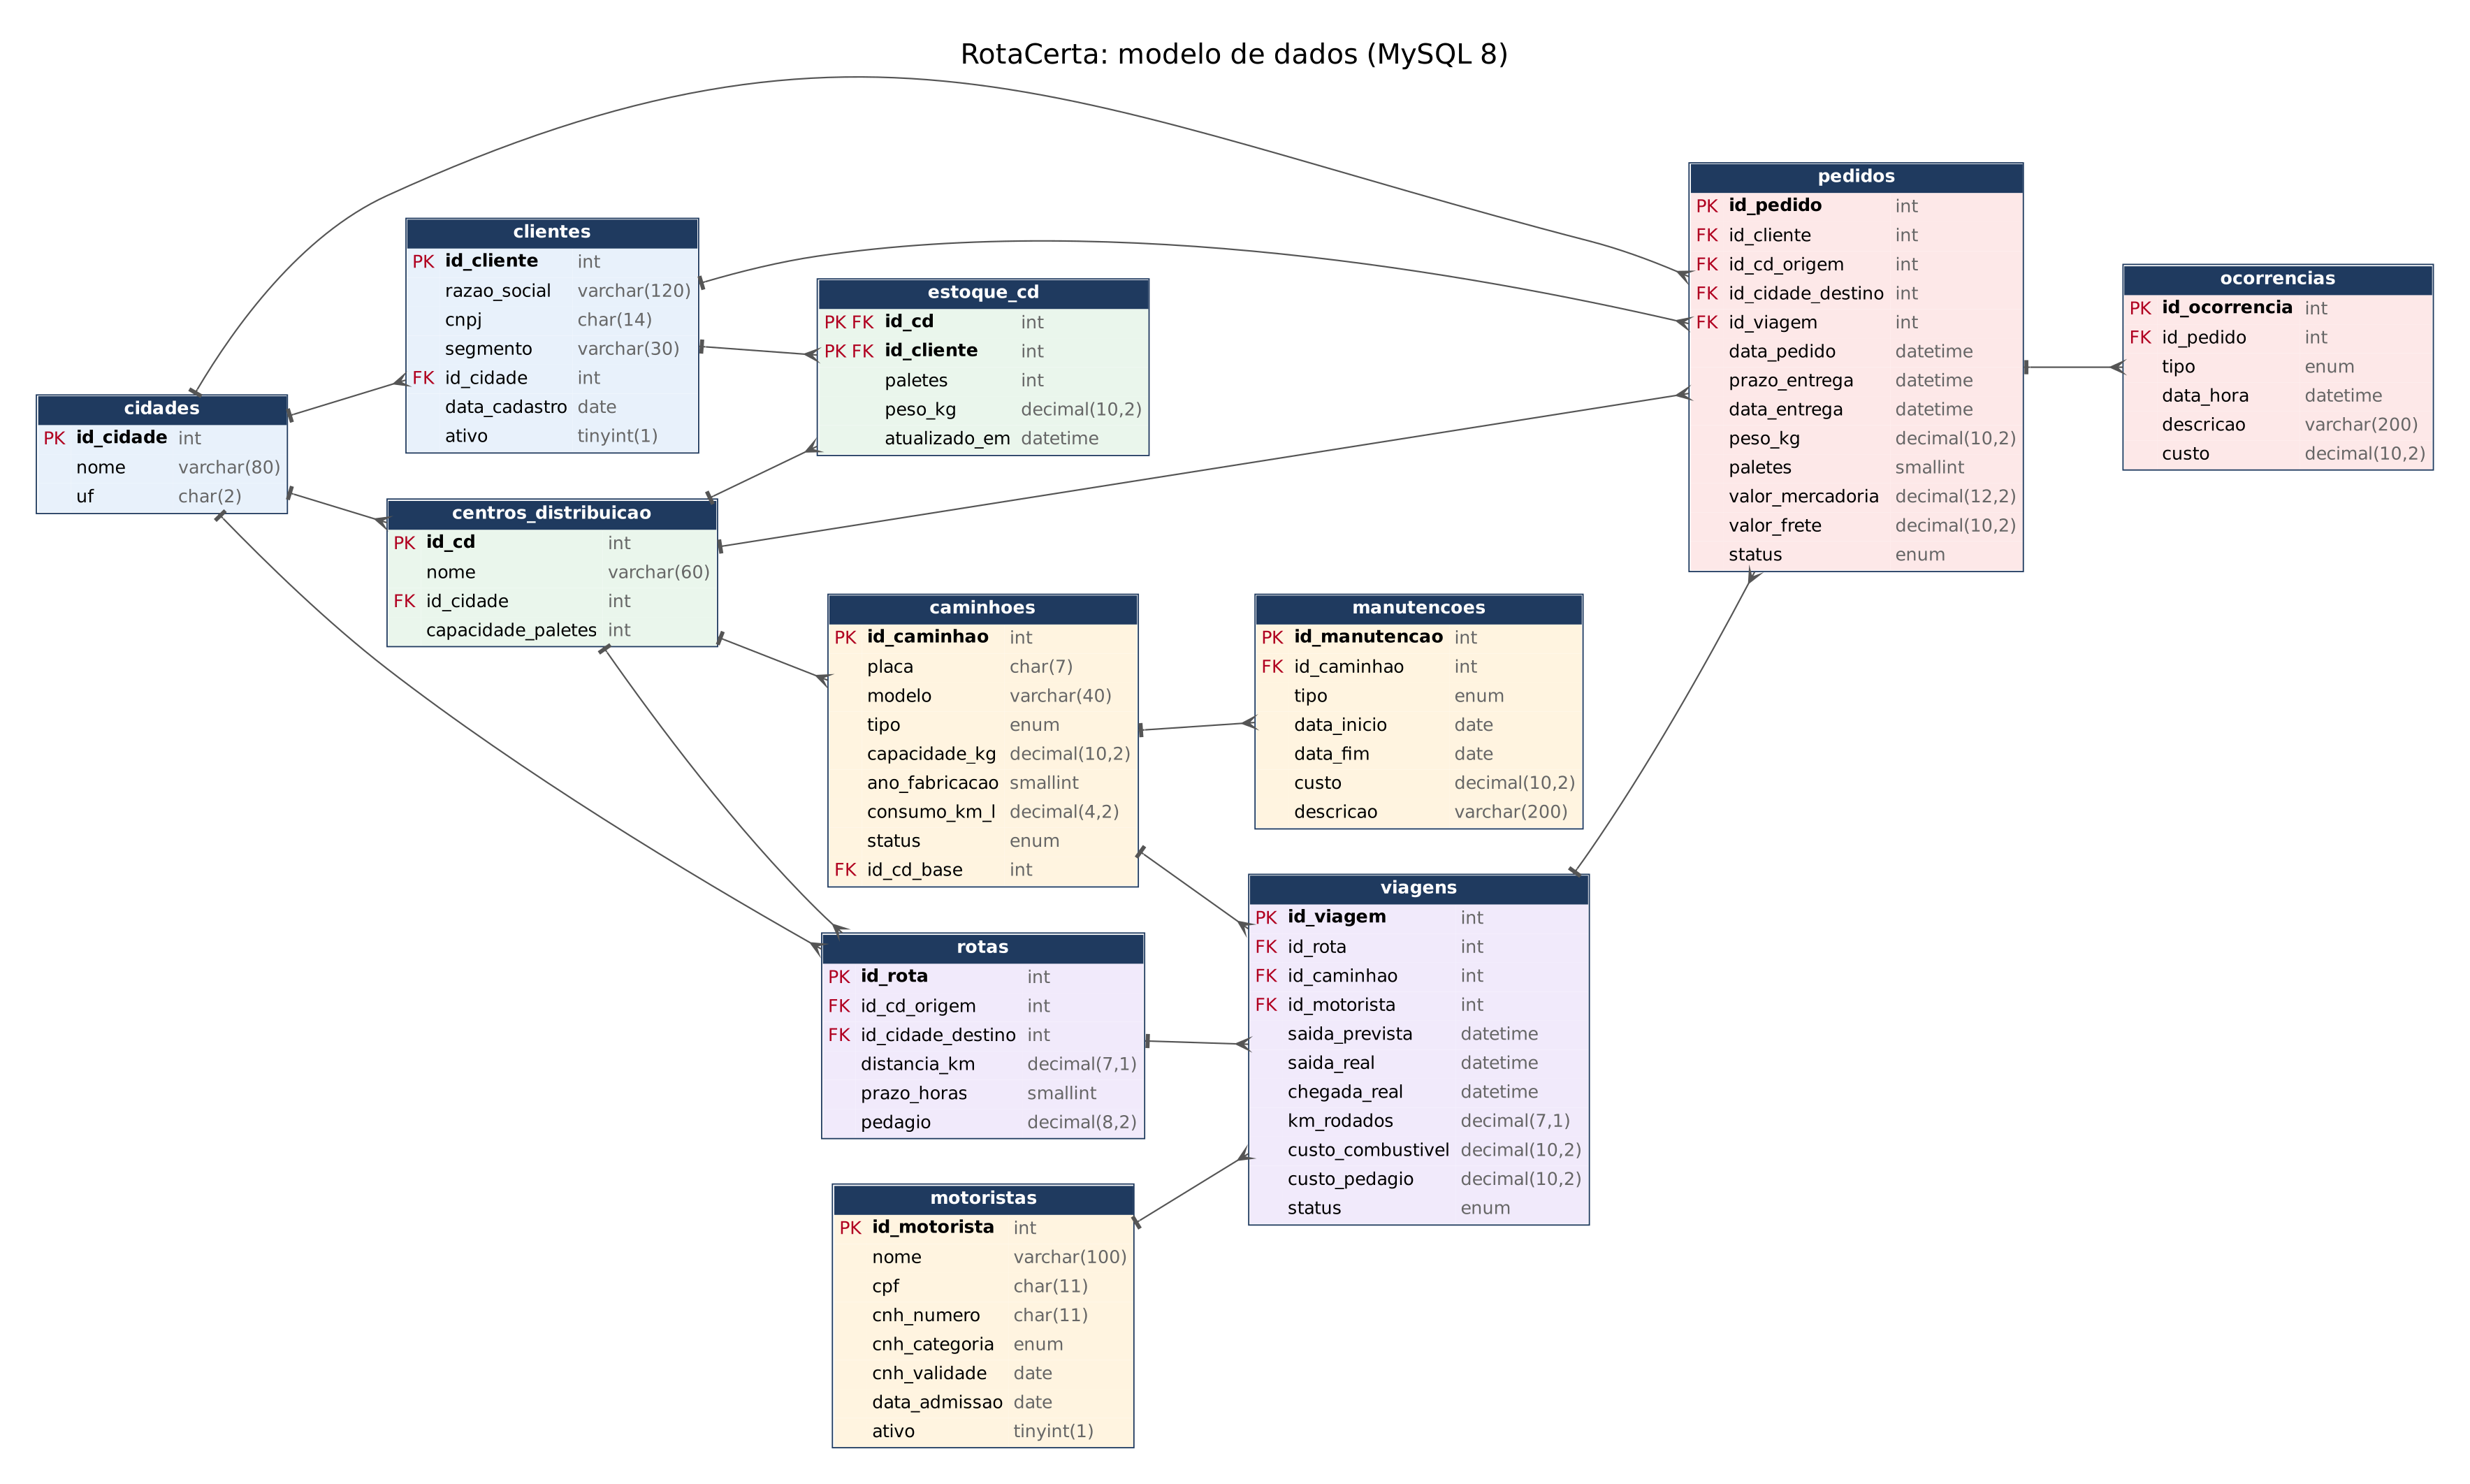 RotaCerta: modelo de dados (MySQL 8)
cidades
PK id_cidade int
nome varchar(80)
uf char(2)
clientes
PK id_cliente int
razao_social varchar(120)
cnpj char(14)
segmento varchar(30)
FK id_cidade int
data_cadastro date
ativo tinyint(1)
centros_distribuicao
PK id_cd int
nome varchar(60)
FK id_cidade int
capacidade_paletes int
estoque_cd
PK FK id_cd int
PK FK id_cliente int
paletes int
peso_kg decimal(10,2)
atualizado_em datetime
caminhoes
PK id_caminhao int
placa char(7)
modelo varchar(40)
tipo enum
capacidade_kg decimal(10,2)
ano_fabricacao smallint
consumo_km_l decimal(4,2)
status enum
FK id_cd_base int
rotas
PK id_rota int
FK id_cd_origem int
FK id_cidade_destino int
distancia_km decimal(7,1)
prazo_horas smallint
pedagio decimal(8,2)
motoristas
PK id_motorista int
nome varchar(100)
cpf char(11)
cnh_numero char(11)
cnh_categoria enum
cnh_validade date
data_admissao date
ativo tinyint(1)
manutencoes
PK id_manutencao int
FK id_caminhao int
tipo enum
data_inicio date
data_fim date
custo decimal(10,2)
descricao varchar(200)
viagens
PK id_viagem int
FK id_rota int
FK id_caminhao int
FK id_motorista int
saida_prevista datetime
saida_real datetime
chegada_real datetime
km_rodados decimal(7,1)
custo_combustivel decimal(10,2)
custo_pedagio decimal(10,2)
status enum
pedidos
PK id_pedido int
FK id_cliente int
FK id_cd_origem int
FK id_cidade_destino int
FK id_viagem int
data_pedido datetime
prazo_entrega datetime
data_entrega datetime
peso_kg decimal(10,2)
paletes smallint
valor_mercadoria decimal(12,2)
valor_frete decimal(10,2)
status enum
ocorrencias
PK id_ocorrencia int
FK id_pedido int
tipo enum
data_hora datetime
descricao varchar(200)
custo decimal(10,2)